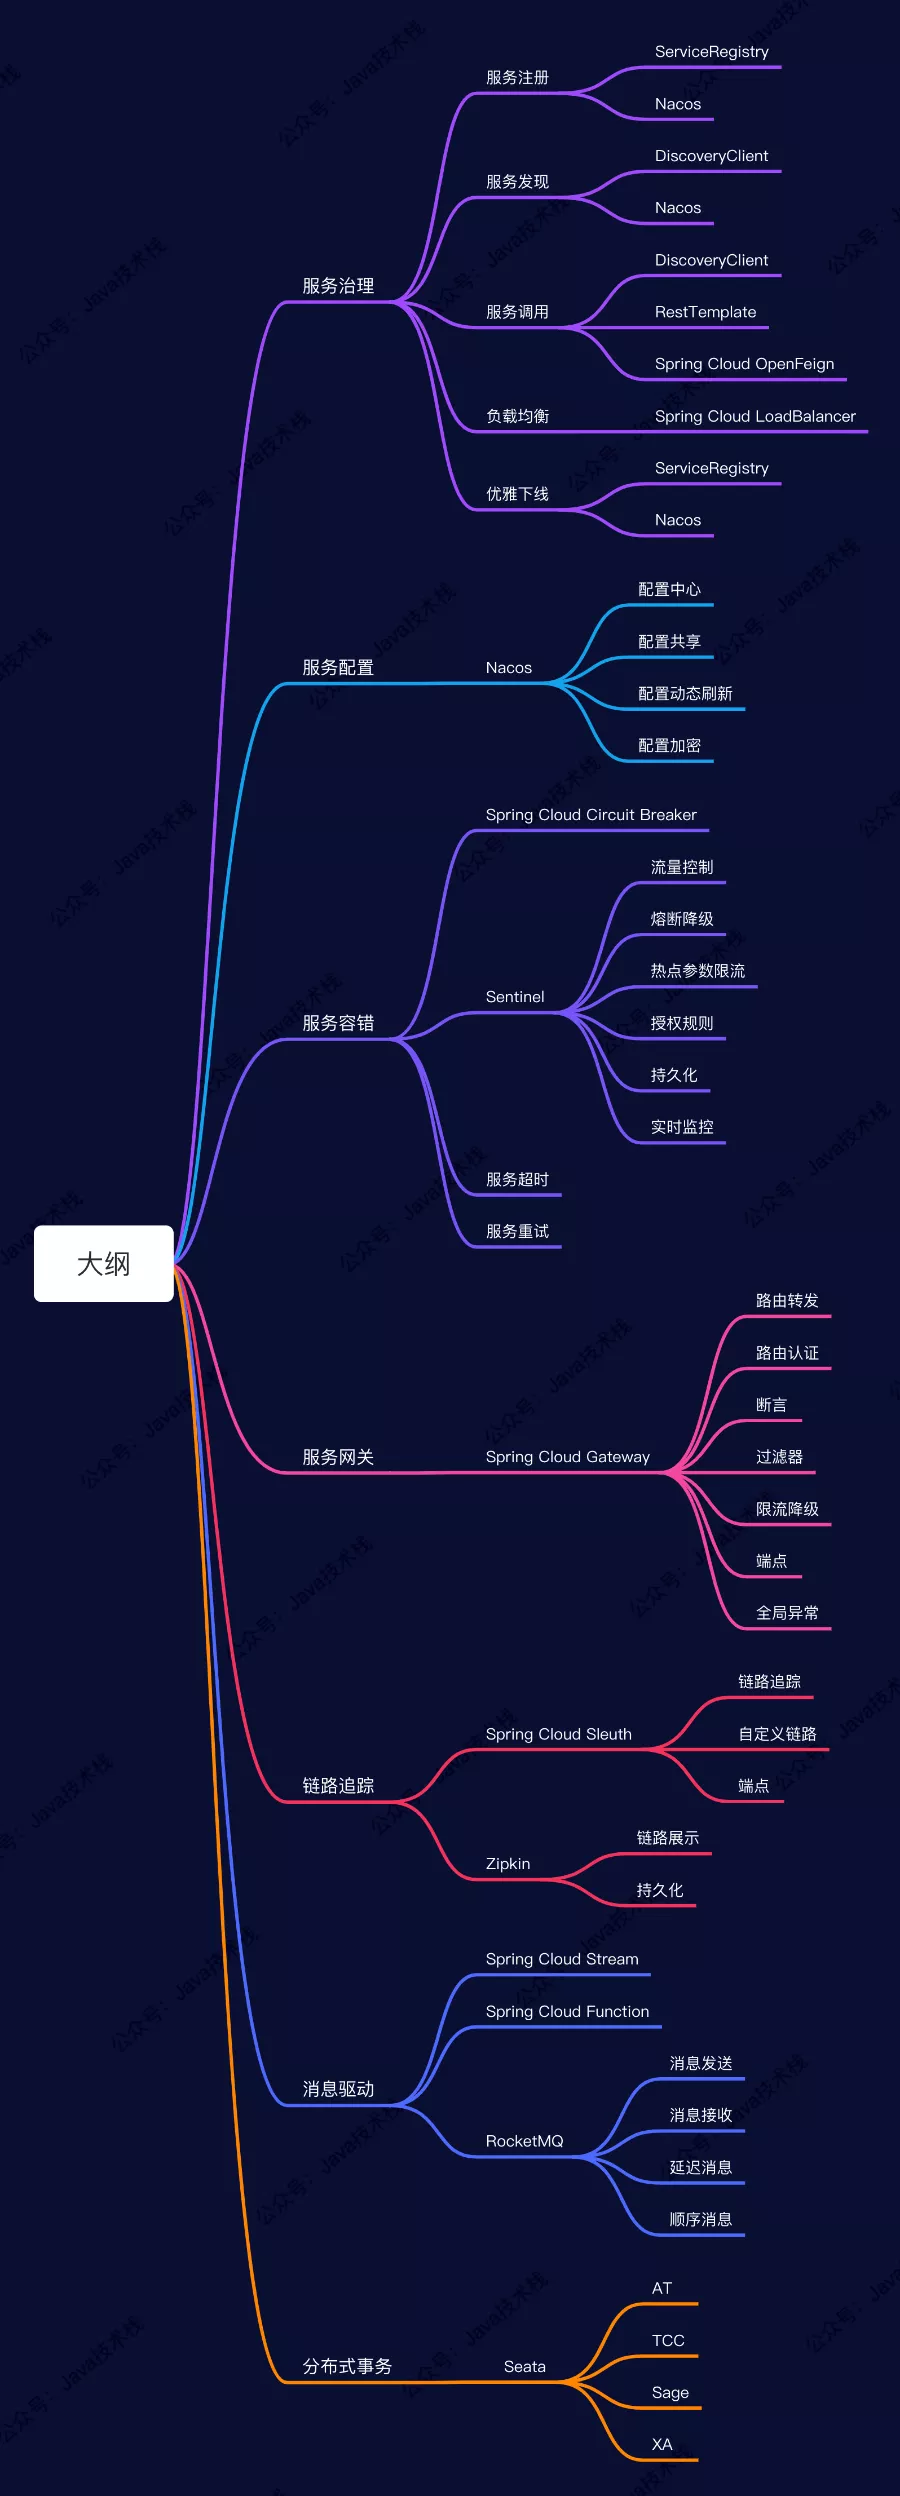 大纲
服务治理
服务注册
ServiceRegistry
Nacos
服务发现
DiscoveryClient
Nacos
服务调用
DiscoveryClient
RestTemplate
Spring Cloud OpenFeign
负载均衡
Spring Cloud LoadBalancer
优雅下线
ServiceRegistry
Nacos
服务配置
Nacos
配置中心
配置共享
配置动态刷新
配置加密
服务容错
Spring Cloud Circuit Breaker
Sentinel
流量控制
熔断降级
热点参数限流
授权规则
持久化
实时监控
服务超时
服务重试
服务网关
Spring Cloud Gateway
路由转发
路由认证
断言
过滤器
限流降级
端点
全局异常
链路追踪
Spring Cloud Sleuth
链路追踪
自定义链路
端点
Zipkin
链路展示
持久化
消息驱动
Spring Cloud Stream
Spring Cloud Function
RocketMQ
消息发送
消息接收
延迟消息
顺序消息
分布式事务
Seata
AT
TCC
Sage
XA
公众号：Java技术栈